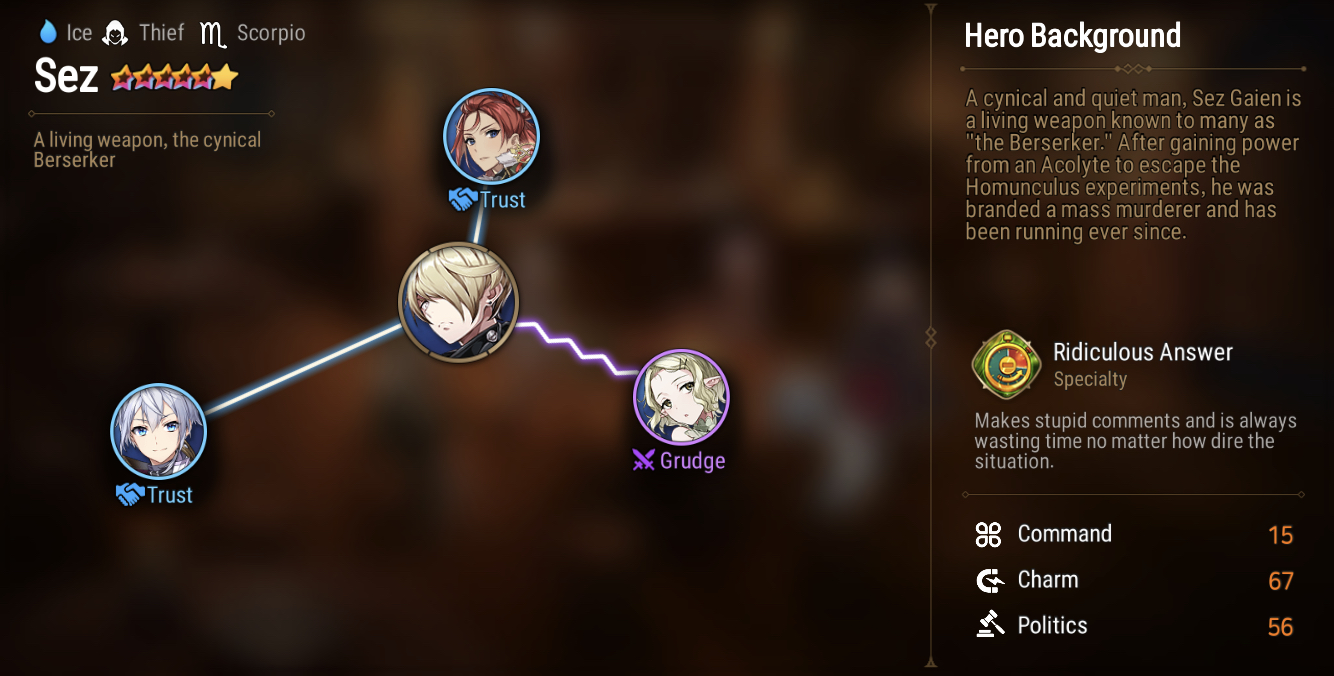 Ice Thief Scorpio
Sez
A living weapon, the cynical
Berserker
Trust
Trust
Grudge
Hero Background
A cynical and quiet man, Sez Gaien is
a living weapon known to many as
"the Berserker." After gaining power
from an Acolyte to escape the
Homunculus experiments, he was
branded a mass murderer and has
been running ever since.
Ridiculous Answer
Specialty
Makes stupid comments and is always
wasting time no matter how dire the
situation.
Command 15
Charm 67
Politics 56